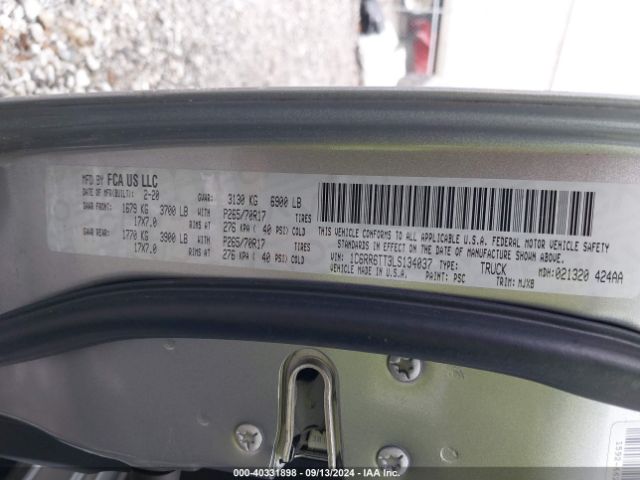 MFD BY FCA US LLC
DATE OF MFR(BUILT): 2-20 GVWR: 3130 KG 6900 LB
GAWR FRONT: 1679 KG 3700 LB WITH P265/70R17 TIRES
17X7.0 RIMS AT 276 KPA ( 40 PSI) COLD
GAWR REAR: 1770 KG 3900 LB WITH P265/70R17 TIRES
17X7.0 RIMS AT 276 KPA ( 40 PSI) COLD
THIS VEHICLE CONFORMS TO ALL APPLICABLE U.S.A. FEDERAL MOTOR VEHICLE SAFETY
STANDARDS IN EFFECT ON THE DATE OF MANUFACTURE SHOWN ABOVE.
MADE IN U.S.A.
VIN: 1C6RR6TT3LS134037 TYPE: TRUCK MDH: 021320 424AA
PAINT: PSC TRIM: MJX8
40331898 - 09/13/2024 - IAAC.COM